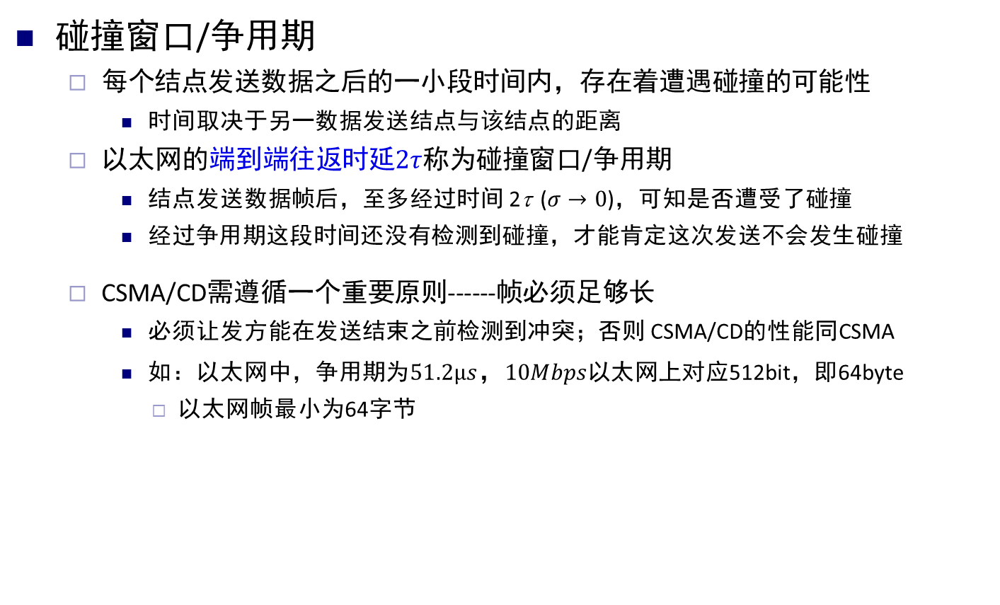 碰撞窗口/争用期
每个结点发送数据之后的一小段时间内，存在着遭遇碰撞的可能性
时间取决于另一数据发送结点与该结点的距离
以太网的端到端往返时延2τ称为碰撞窗口/争用期
结点发送数据帧后，至多经过时间 2τ (σ → 0)，可知是否遭受了碰撞
经过争用期这段时间还没有检测到碰撞，才能肯定这次发送不会发生碰撞
CSMA/CD需遵循一个重要原则------帧必须足够长
必须让发方能在发送结束之前检测到冲突；否则 CSMA/CD的性能同CSMA
如：以太网中，争用期为51.2μs，10Mbps以太网上对应512bit，即64byte
以太网帧最小为64字节